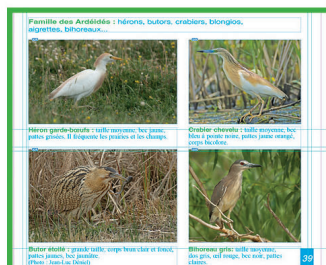 Famille des Ardéidés : hérons, butors, crabiers, blongios,
aigrettes, bihoreaux...
Héron garde-bœufs : taille moyenne, bec jaune,
pattes grisées. Il fréquente les prairies et les champs.
Crabier chevelu : taille moyenne, bec
bleu à pointe noire, pattes jaune orangé,
corps bicolore.
Butor étoilé : grande taille, corps brun clair et foncé,
pattes jaunes, bec jaunâtre.
(Photo : Jean-Luc
Bihoreau gris: taille moyenne,
dos gris, œil rouge, bec noir, pattes
claires.
39